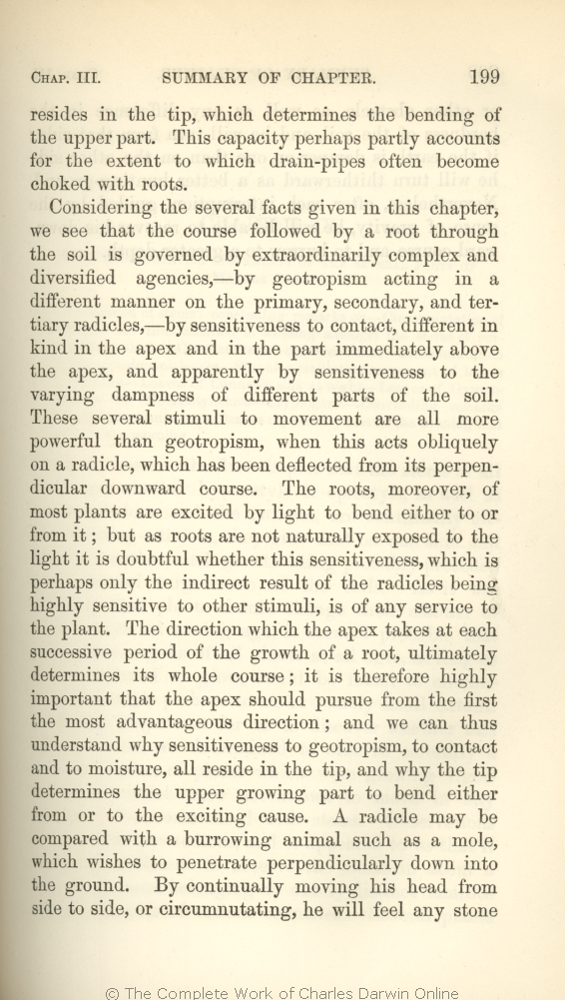 CHAP. III. SUMMARY OF CHAPTER. 199
resides in the tip, which determines the bending of
the upper part. This capacity perhaps partly accounts
for the extent to which drain-pipes often become
choked with roots.
Considering the several facts given in this chapter,
we see that the course followed by a root through
the soil is governed by extraordinarily complex and
diversified agencies,—by geotropism acting in a
different manner on the primary, secondary, and ter-
tiary radicles,—by sensitiveness to contact, different in
kind in the apex and in the part immediately above
the apex, and apparently by sensitiveness to the
varying dampness of different parts of the soil.
These several stimuli to movement are all more
powerful than geotropism, when this acts obliquely
on a radicle, which has been deflected from its perpen-
dicular downward course. The roots, moreover, of
most plants are excited by light to bend either to or
from it; but as roots are not naturally exposed to the
light it is doubtful whether this sensitiveness, which is
perhaps only the indirect result of the radicles being
highly sensitive to other stimuli, is of any service to
the plant. The direction which the apex takes at each
successive period of the growth of a root, ultimately
determines its whole course; it is therefore highly
important that the apex should pursue from the first
the most advantageous direction; and we can thus
understand why sensitiveness to geotropism, to contact
and to moisture, all reside in the tip, and why the tip
determines the upper growing part to bend either
from or to the exciting cause. A radicle may be
compared with a burrowing animal such as a mole,
which wishes to penetrate perpendicularly down into
the ground. By continually moving his head from
side to side, or circumnutating, he will feel any stone
© The Complete Work of Charles Darwin Online